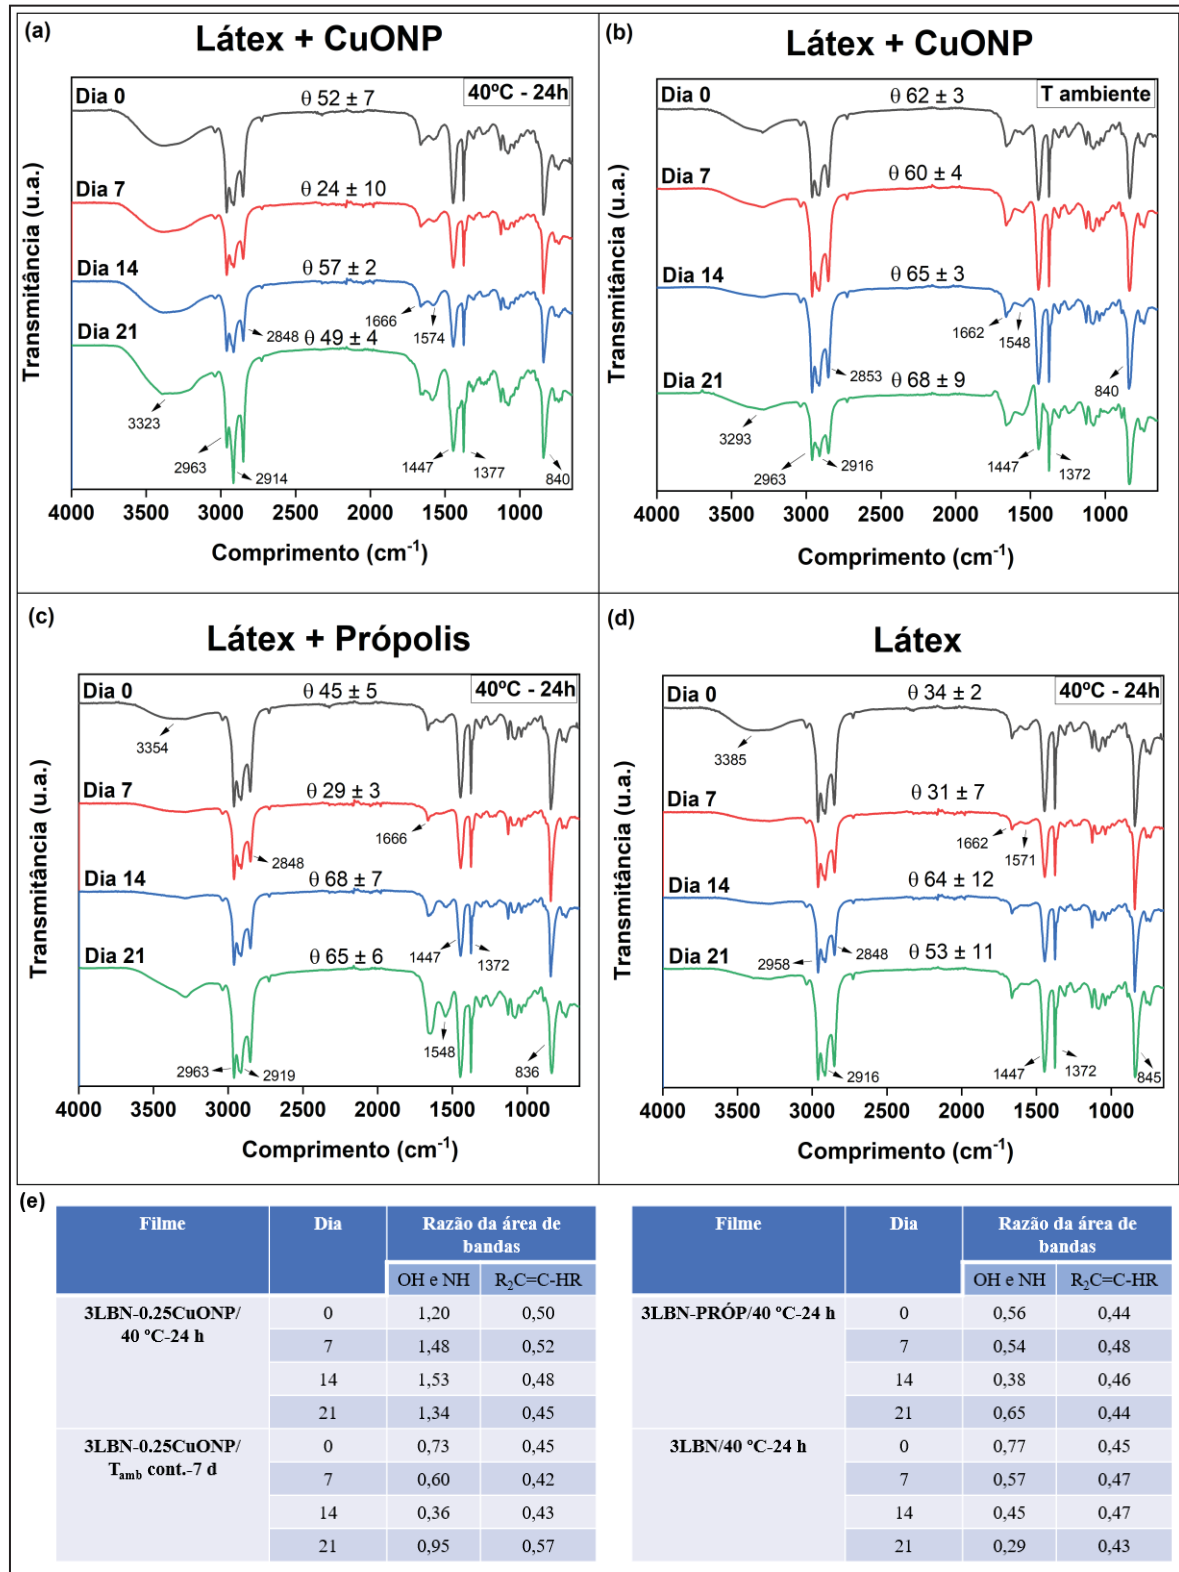 (a)
Látex + CuONP
40ºC - 24h
Dia 0
θ 52 ± 7
Dia 7
θ 24 ± 10
Dia 14
θ 57 ± 2
1666
1574
2848
Dia 21
θ 49 ± 4
3323
2963
2914
1447
1377
840
Transmitância (u.a.)
4000 3500 3000 2500 2000 1500 1000
Comprimento (cm⁻¹)
(b)
Látex + CuONP
T ambiente
Dia 0
θ 62 ± 3
Dia 7
θ 60 ± 4
Dia 14
θ 65 ± 3
1662
1548
2853
840
Dia 21
θ 68 ± 9
3293
2963
2916
1447
1372
Transmitância (u.a.)
4000 3500 3000 2500 2000 1500 1000
Comprimento (cm⁻¹)
(c)
Látex + Própolis
40ºC - 24h
Dia 0
θ 45 ± 5
3354
Dia 7
θ 29 ± 3
1666
2848
Dia 14
θ 68 ± 7
1447
1372
Dia 21
θ 65 ± 6
1548
836
2963
2919
Transmitância (u.a.)
4000 3500 3000 2500 2000 1500 1000
Comprimento (cm⁻¹)
(d)
Látex
40ºC - 24h
Dia 0
θ 34 ± 2
3385
Dia 7
θ 31 ± 7
1662
1571
Dia 14
θ 64 ± 12
2958
2848
Dia 21
θ 53 ± 11
2916
1447
1372
845
Transmitância (u.a.)
4000 3500 3000 2500 2000 1500 1000
Comprimento (cm⁻¹)
(e)
Filme Dia Razão da área de
bandas
OH e NH R₂C=C-HR
3LBN-0.25CuONP/ 0 1,20 0,50
40 ºC-24 h
7 1,48 0,52
14 1,53 0,48
21 1,34 0,45
3LBN-0.25CuONP/ 0 0,73 0,45
Tamb cont.-7 d
7 0,60 0,42
14 0,36 0,43
21 0,95 0,57
Filme Dia Razão da área de
bandas
OH e NH R₂C=C-HR
3LBN-PRÓP/40 ºC-24 h 0 0,56 0,44
7 0,54 0,48
14 0,38 0,46
21 0,65 0,44
3LBN/40 ºC-24 h 0 0,77 0,45
7 0,57 0,47
14 0,45 0,47
21 0,29 0,43